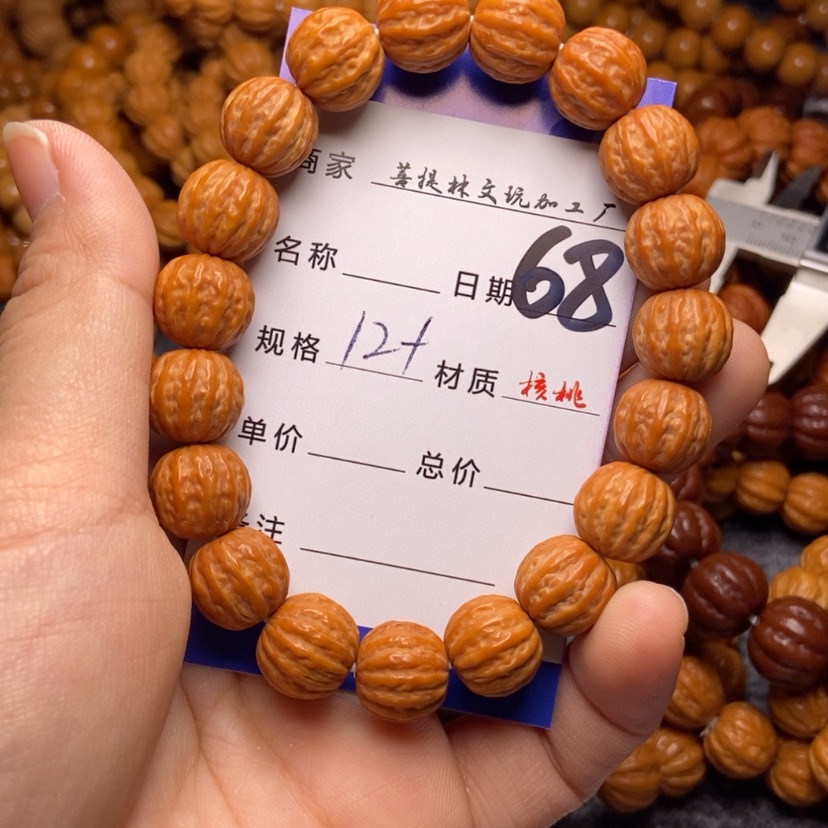 商家 菩提林文玩加工厂
名称 日期 68
规格 12+ 材质 核桃
单价 总价
备注